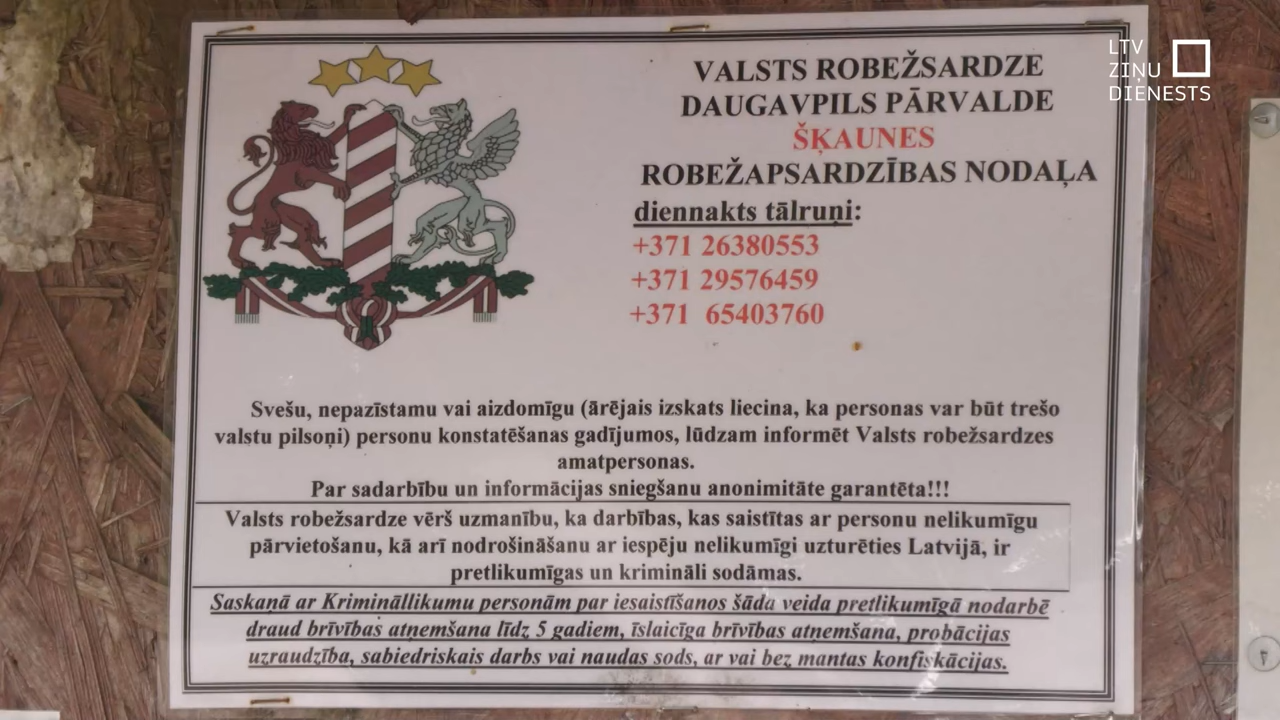 LTV
ZIŅU
DIENESTS
VALSTS ROBEŽSARDZE
DAUGAVPILS PĀRVALDE
ŠĶAUNES
ROBEŽAPSARDZĪBAS NODAĻA
diennakts tālruņi:
+371 26380553
+371 29576459
+371 65403760
Svešu, nepazīstamu vai aizdomīgu (ārējais izskats liecina, ka personas var būt trešo
valstu pilsoņi) personu konstatēšanas gadījumos, lūdzam informēt Valsts robežsardzes
amatpersonas.
Par sadarbību un informācijas sniegšanu anonimitāte garantēta!!!
Valsts robežsardze vērš uzmanību, ka darbības, kas saistītas ar personu nelikumīgu
pārvietošanu, kā arī nodrošināšanu ar iespēju nelikumīgi uzturēties Latvijā, ir
pretlikumīgas un krimināli sodāmas.
Saskaņā ar Krimināllikumu personām par iesaistīšanos šāda veida pretlikumīgā nodarbē
draud brīvības atņemšana līdz 5 gadiem, īslaicīga brīvības atņemšana, probācijas
uzraudzība, sabiedriskais darbs vai naudas sods, ar vai bez mantas konfiskācijas.